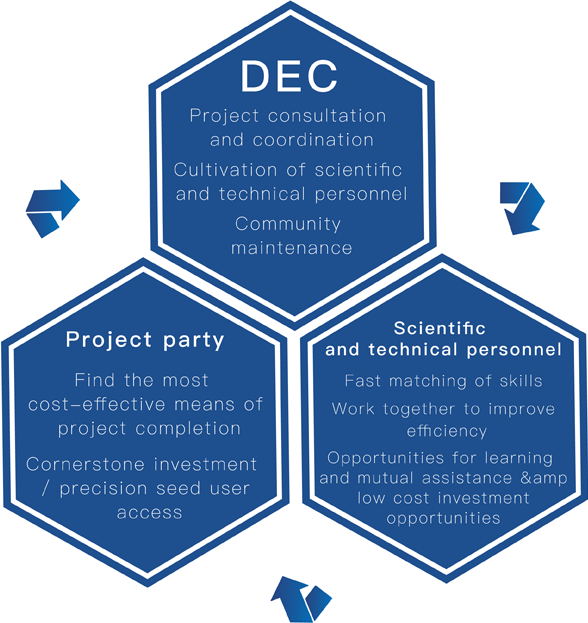 DEC
Project consultation
and coordination
Cultivation of scientific
and technical personnel
Community
maintenance
Project party
Find the most
cost-effective means of
project completion
Cornerstone investment
/ precision seed user
access
Scientific
and technical personnel
Fast matching of skills
Work together to improve
efficiency
Opportunities for learning
and mutual assistance &amp
low cost investment
opportunities